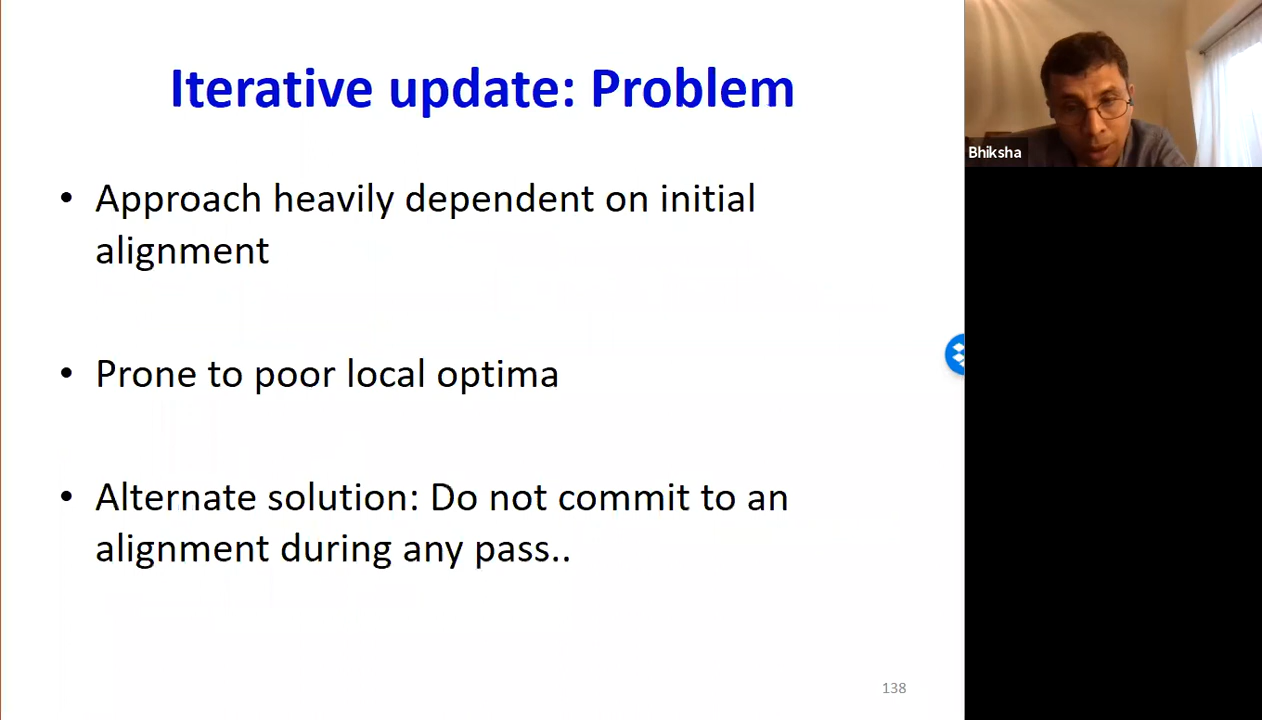 Iterative update: Problem
• Approach heavily dependent on initial
alignment
• Prone to poor local optima
• Alternate solution: Do not commit to an
alignment during any pass..
138
Bhiksha